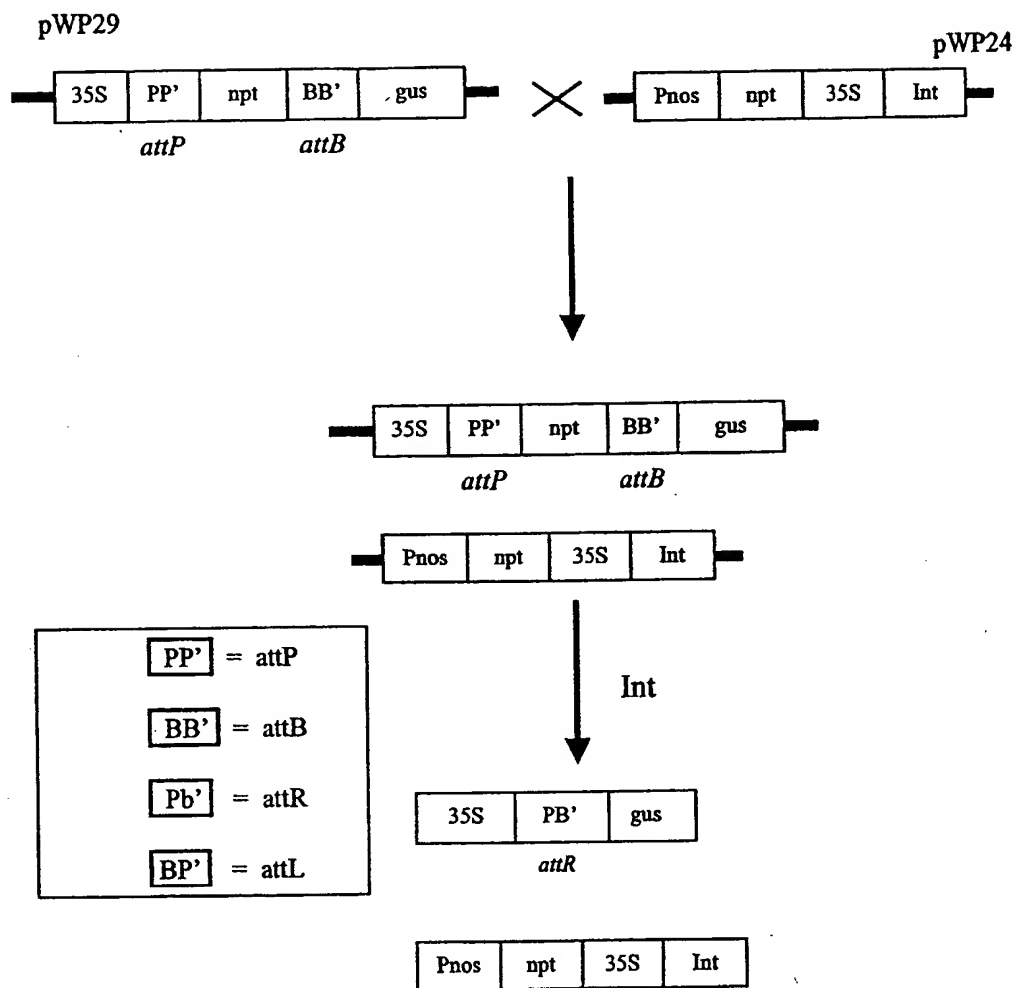 pWP29
pWP24
35S PP' npt BB' gus
Pnos npt 35S Int
attP attB
35S PP' npt BB' gus
attP attB
Pnos npt 35S Int
Int
PP' = attP
BB' = attB
Pb' = attR
BP' = attL
35S PB' gus
attR
Pnos npt 35S Int